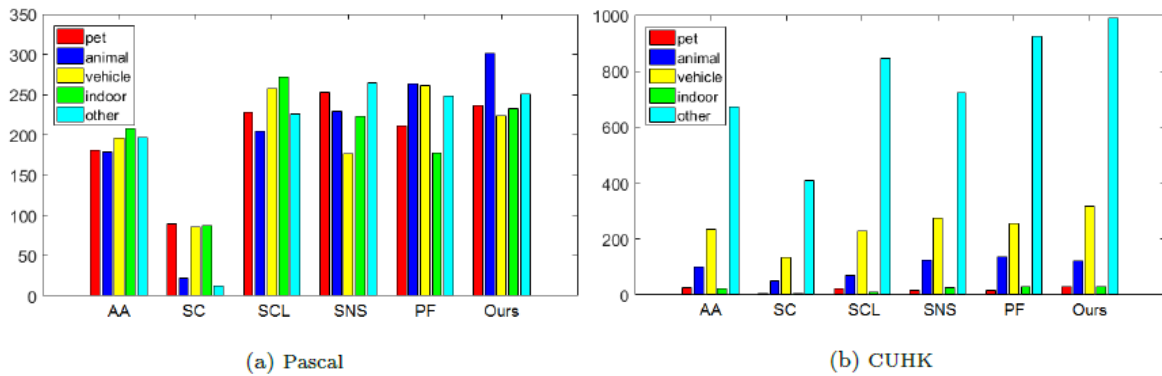 350
300
250
200
150
100
50
0
pet
animal
vehicle
indoor
other
AA SC SCL SNS PF Ours
(a) Pascal
1000
800
600
400
200
0
pet
animal
vehicle
indoor
other
AA SC SCL SNS PF Ours
(b) CUHK